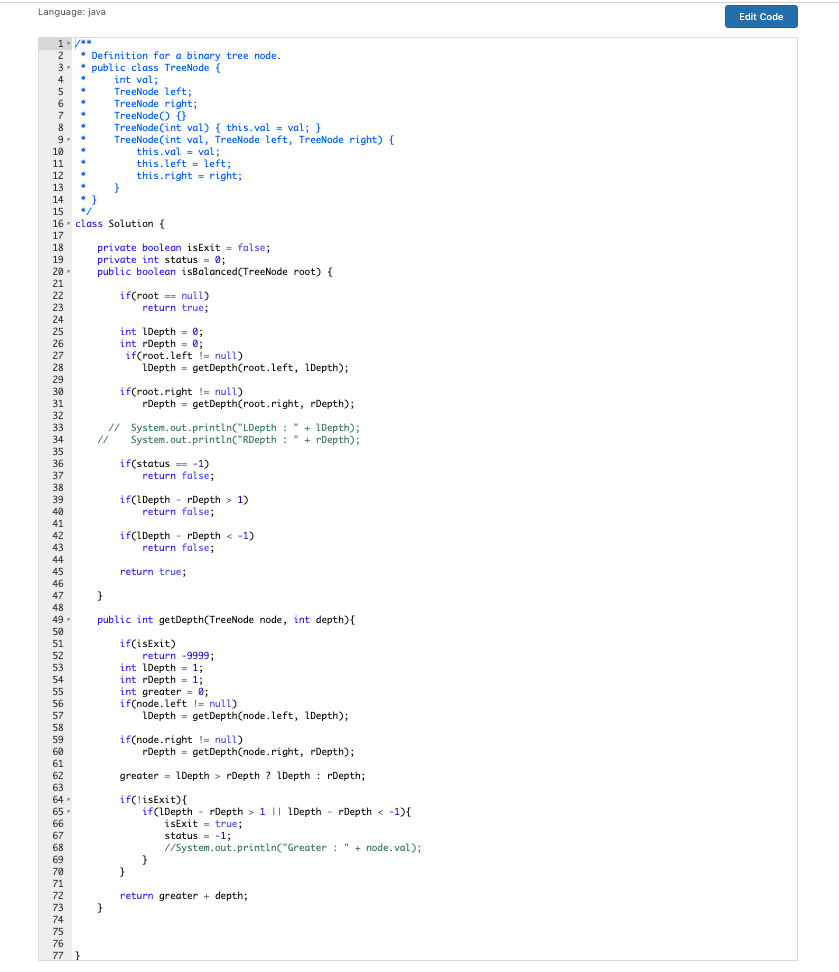 Language: java
Edit Code
1 /**
2  * Definition for a binary tree node.
3  * public class TreeNode {
4  *     int val;
5  *     TreeNode left;
6  *     TreeNode right;
7  *     TreeNode() {}
8  *     TreeNode(int val) { this.val = val; }
9  *     TreeNode(int val, TreeNode left, TreeNode right) {
10  *         this.val = val;
11  *         this.left = left;
12  *         this.right = right;
13  *     }
14  * }
15  */
16 class Solution {
17
18     private boolean isExit = false;
19     private int status = 0;
20     public boolean isBalanced(TreeNode root) {
21
22         if(root == null)
23             return true;
24
25         int lDepth = 0;
26         int rDepth = 0;
27          if(root.left != null)
28             lDepth = getDepth(root.left, lDepth);
29
30         if(root.right != null)
31             rDepth = getDepth(root.right, rDepth);
32
33       //  System.out.println("LDepth : " + lDepth);
34     //    System.out.println("RDepth : " + rDepth);
35
36         if(status == -1)
37             return false;
38
39         if(lDepth - rDepth > 1)
40             return false;
41
42         if(lDepth - rDepth < -1)
43             return false;
44
45         return true;
46
47     }
48
49     public int getDepth(TreeNode node, int depth){
50
51         if(isExit)
52             return -9999;
53         int lDepth = 1;
54         int rDepth = 1;
55         int greater = 0;
56         if(node.left != null)
57             lDepth = getDepth(node.left, lDepth);
58
59         if(node.right != null)
60             rDepth = getDepth(node.right, rDepth);
61
62         greater = lDepth > rDepth ? lDepth : rDepth;
63
64         if(!isExit){
65             if(lDepth - rDepth > 1 || lDepth - rDepth < -1){
66                 isExit = true;
67                 status = -1;
68                 //System.out.println("Greater : " + node.val);
69             }
70         }
71
72         return greater + depth;
73     }
74
75
76
77 }